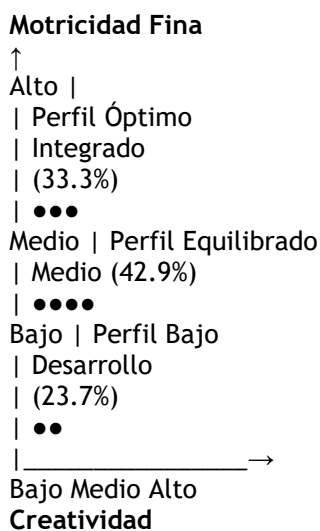 Motricidad Fina
↑
Alto |
| Perfil Óptimo
| Integrado
| (33.3%)
| ●●●
Medio | Perfil Equilibrado
| Medio (42.9%)
| ●●●●
Bajo | Perfil Bajo
| Desarrollo
| (23.7%)
| ●●
|________________→
Bajo Medio Alto
Creatividad